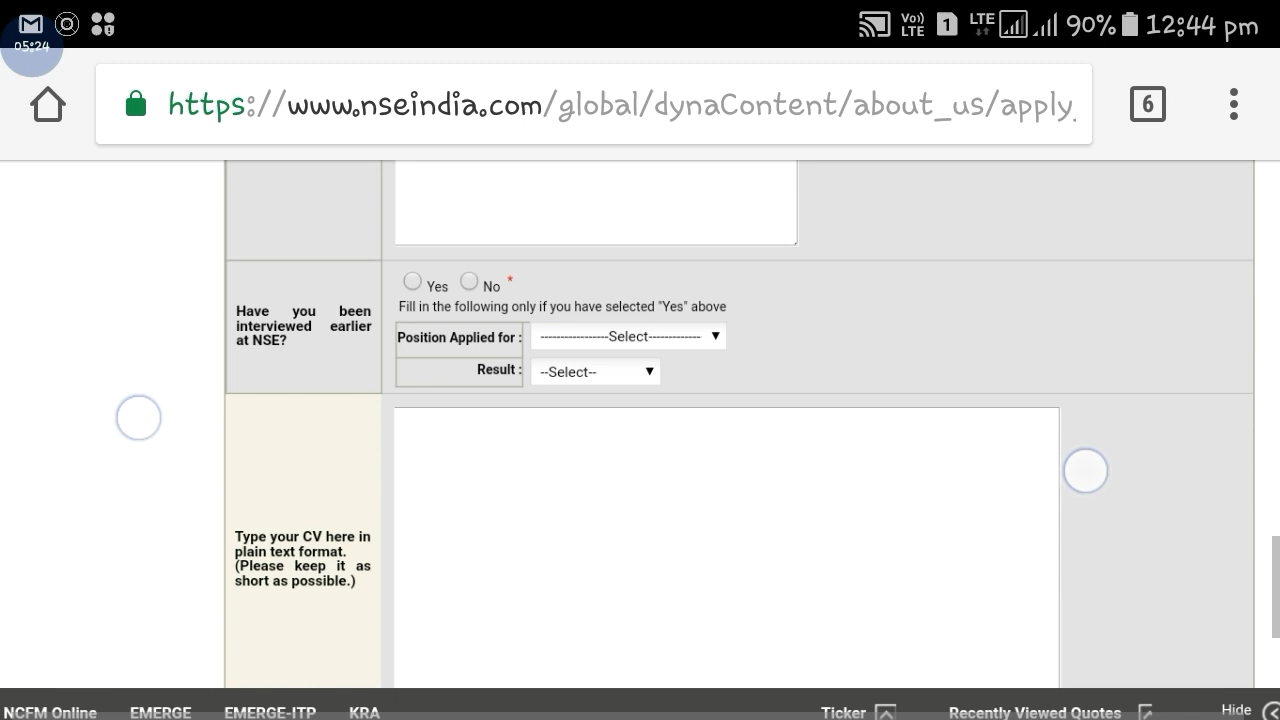 Vo)) LTE 1 LTE 90% 12:44 pm
05:24
https://www.nseindia.com/global/dynaContent/about_us/apply_ 6
Yes No *
Fill in the following only if you have selected "Yes" above
Have you been
interviewed earlier
at NSE?
Position Applied for : -----------------Select-------------
Result : --Select--
Type your CV here in
plain text format.
(Please keep it as
short as possible.)
NCFM Online EMERGE EMERGE-ITP KRA Ticker Recently Viewed Quotes Hide